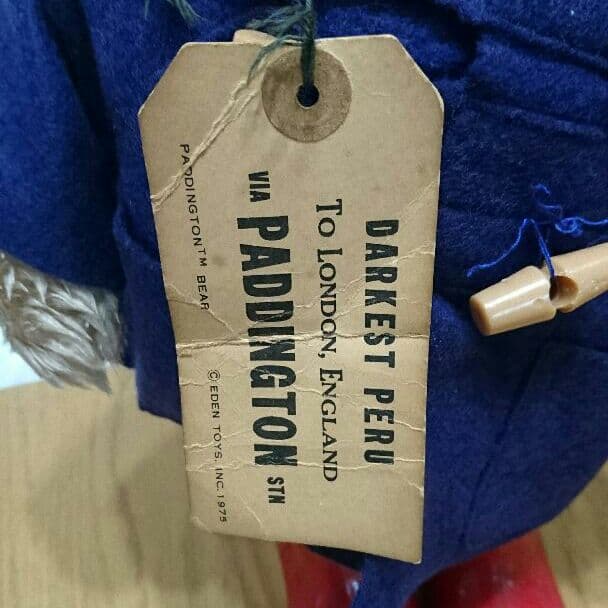 DARKEST PERU
TO LONDON, ENGLAND
VIA PADDINGTON STN
PADDINGTON™ BEAR © EDEN TOYS, INC. 1975